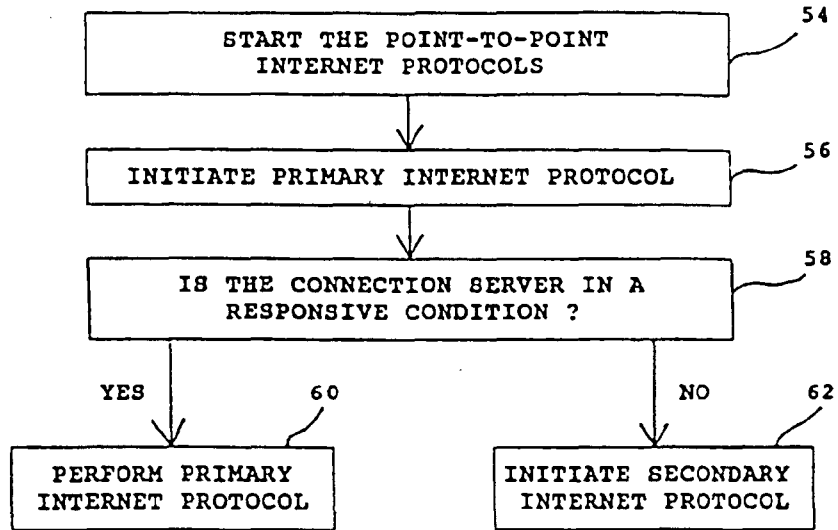 54
START THE POINT-TO-POINT
INTERNET PROTOCOLS
56
INITIATE PRIMARY INTERNET PROTOCOL
58
IS THE CONNECTION SERVER IN A
RESPONSIVE CONDITION ?
YES
60
NO
62
PERFORM PRIMARY
INTERNET PROTOCOL
INITIATE SECONDARY
INTERNET PROTOCOL